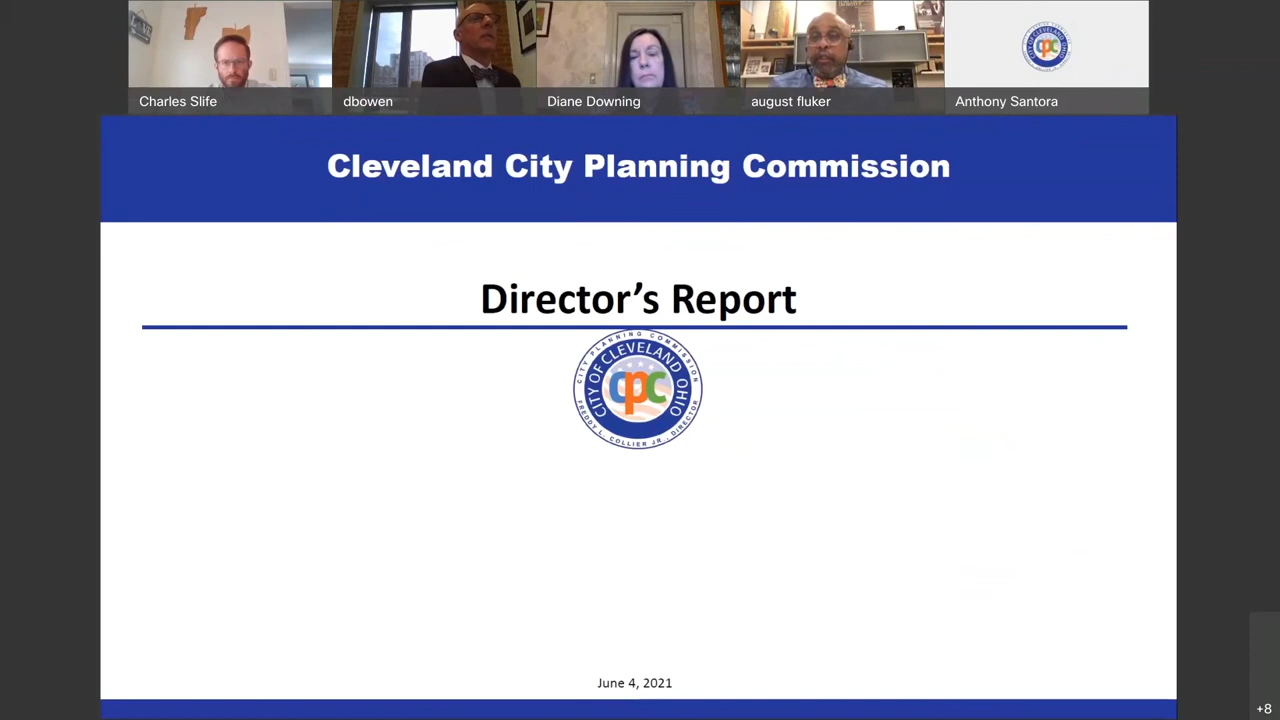 Charles Slife
dbowen
Diane Downing
august fluker
Anthony Santora
Cleveland City Planning Commission
Director's Report
CITY PLANNING COMMISSION
CITY OF CLEVELAND OHIO
cpc
FREDDY L. COLLIER JR., DIRECTOR
June 4, 2021
+8